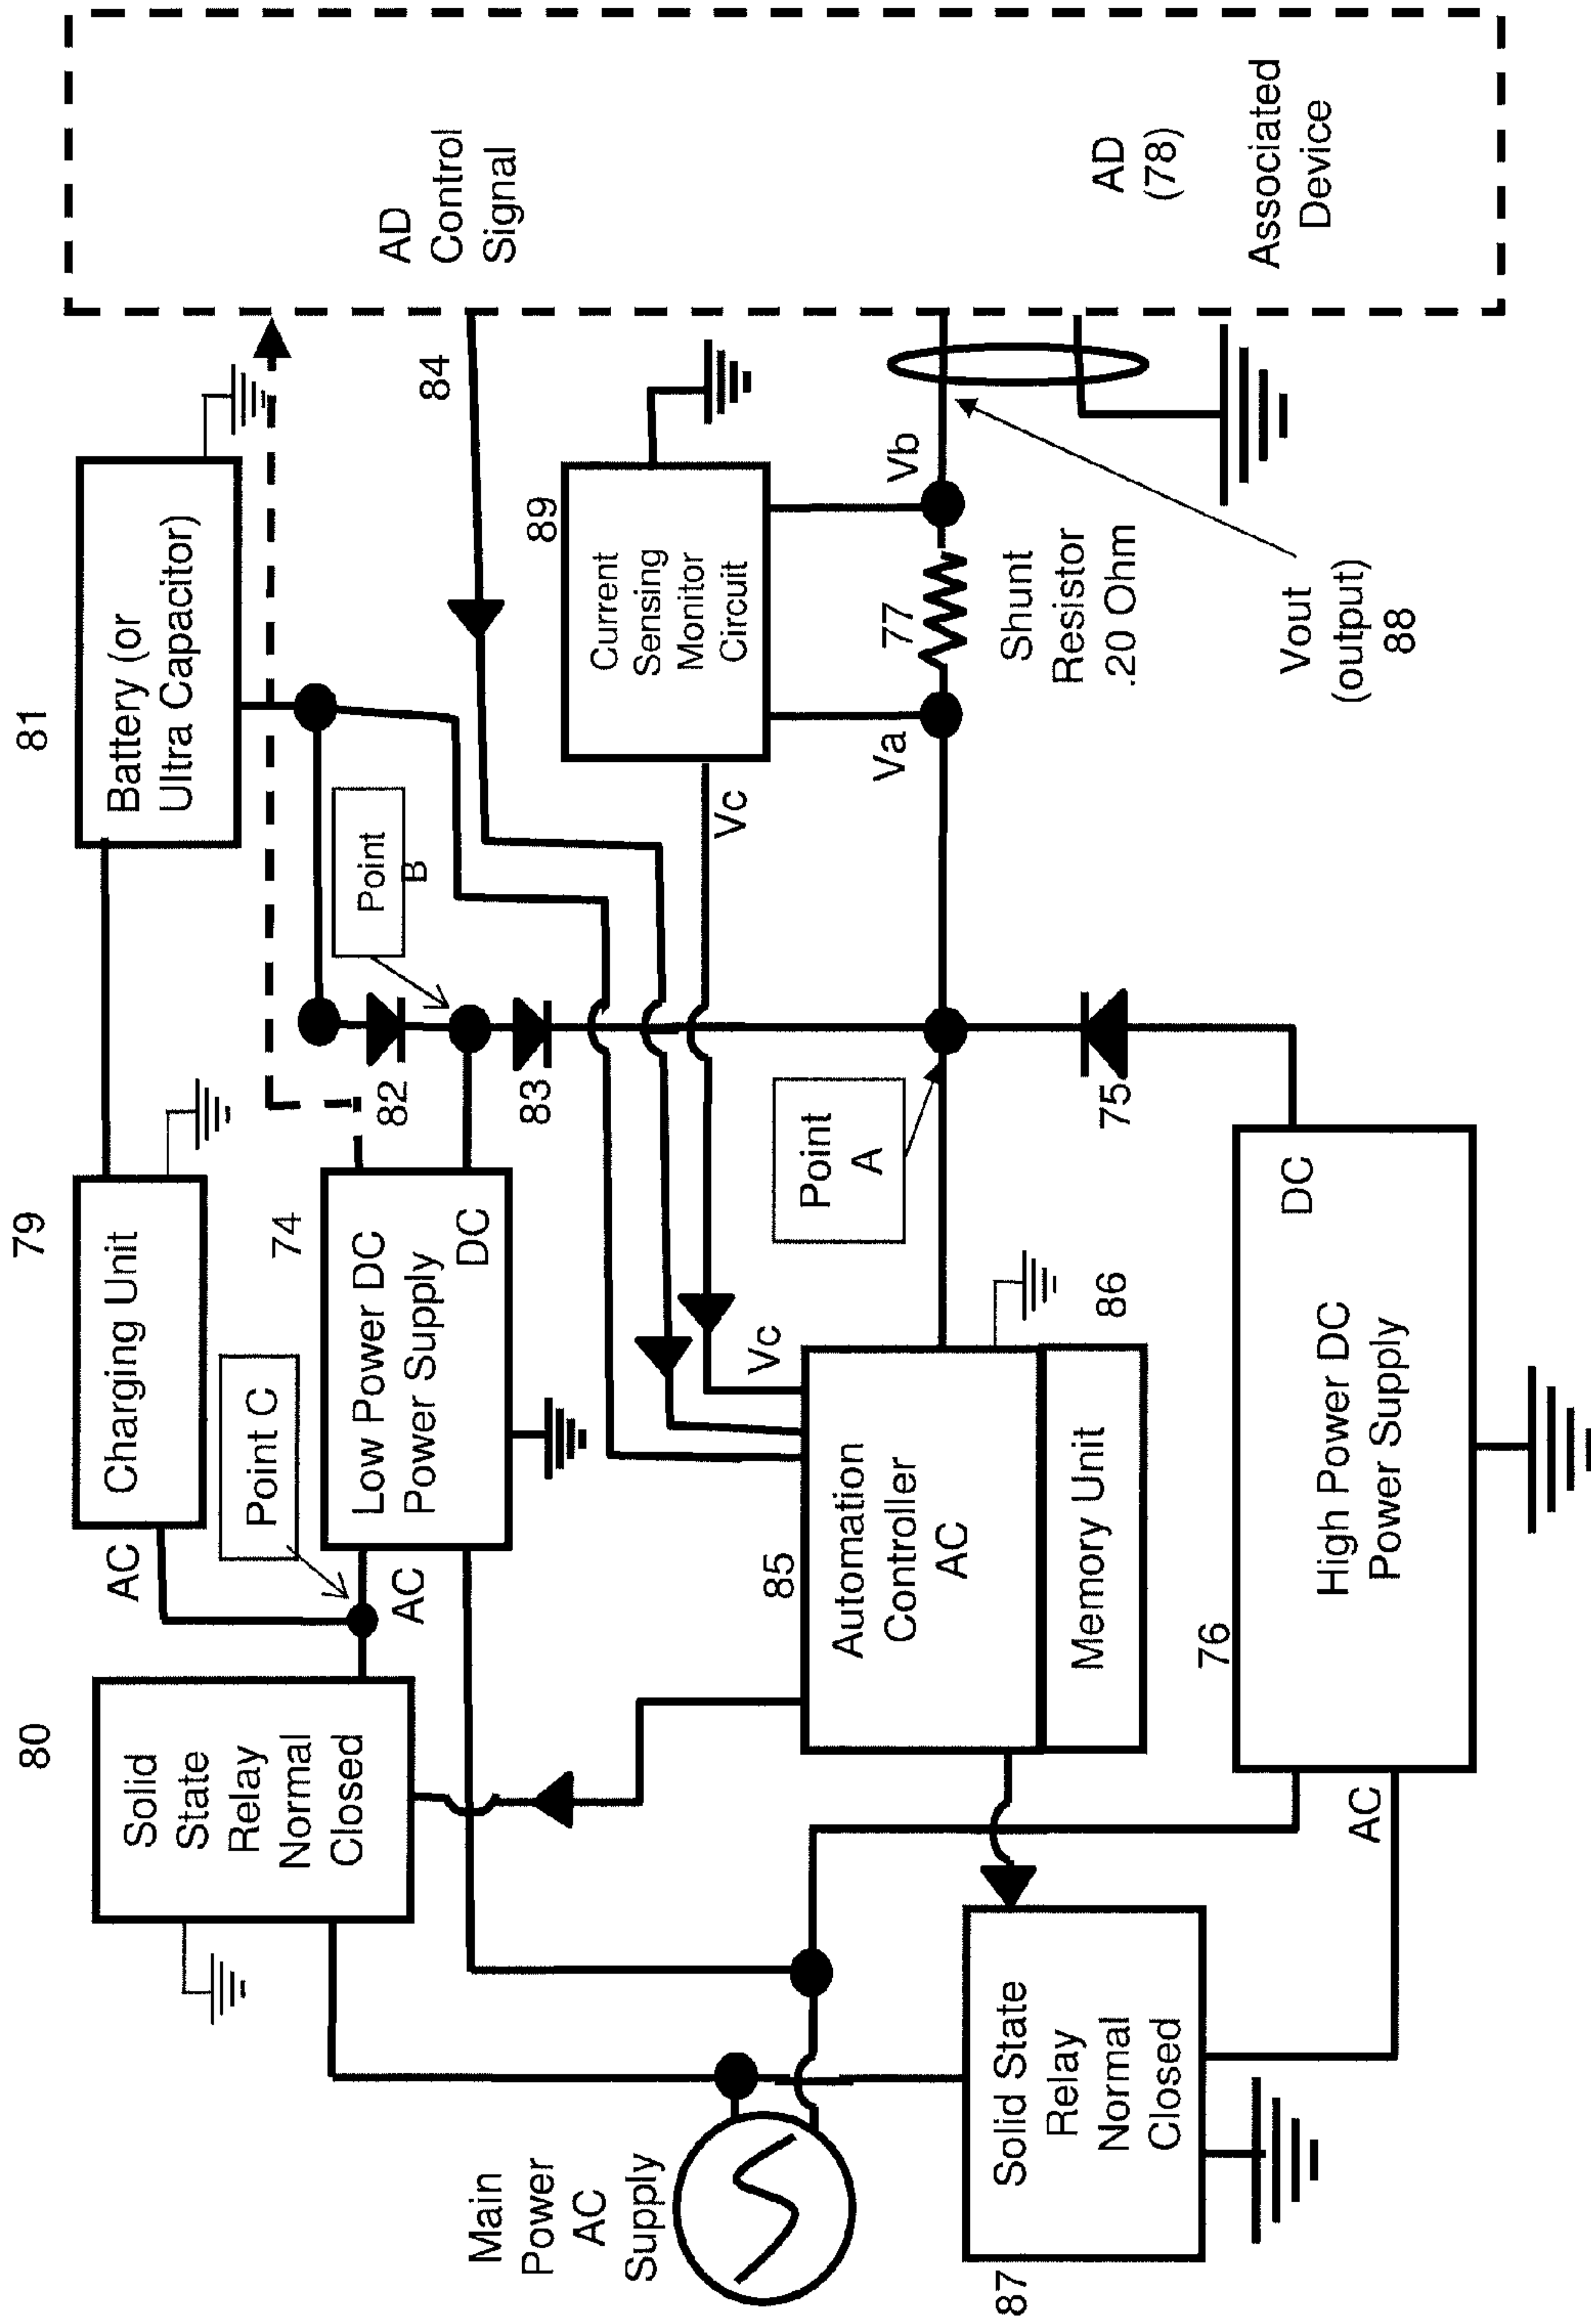 81
79
80
Battery (or
Ultra Capacitor)
Charging Unit
AC
Point C
Solid
State
Relay
Normal
Closed
74
Low Power DC
Power Supply
DC
AC
82
83
Point
B
AD
Control
Signal
84
89
Current
Sensing
Monitor
Circuit
Vc
Vc
Va
Vb
77
Shunt
Resistor
.20 Ohm
AD
(78)
Associated
Device
Vout
(output)
88
Point
A
75
85
Automation
Controller
AC
86
Memory Unit
Main
Power
AC
Supply
87
Solid State
Relay
Normal
Closed
76
High Power DC
Power Supply
DC
AC